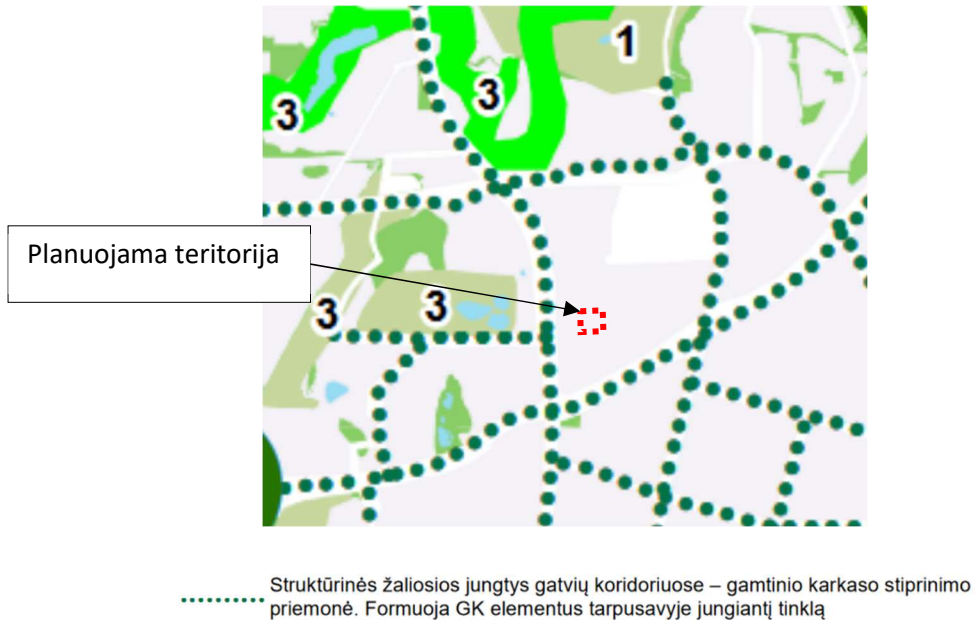 1
3
3
Planuojama teritorija
3
3
Struktūrinės žaliosios jungtys gatvių koridoriuose – gamtinio karkaso stiprinimo
priemonė. Formuoja GK elementus tarpusavyje jungiantį tinklą